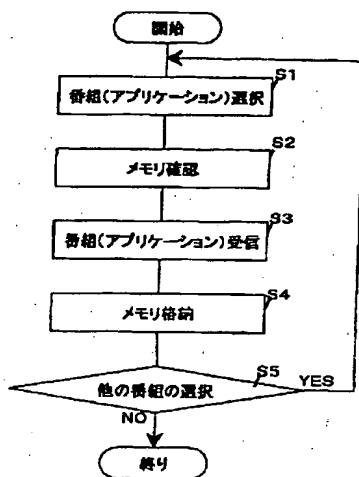 開始
S1
番組(アプリケーション)選択
S2
メモリ確認
S3
番組(アプリケーション)受信
S4
メモリ格納
S5
他の番組の選択
YES
NO
終り